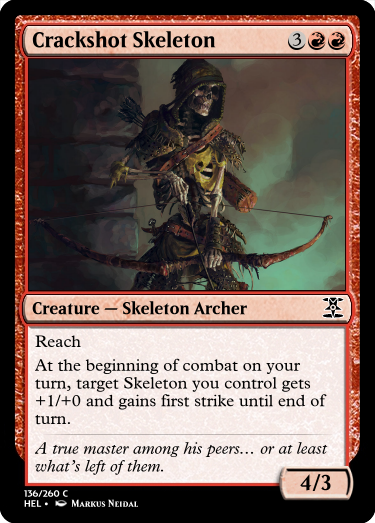 Crackshot Skeleton 3
Creature — Skeleton Archer
Reach
At the beginning of combat on your
turn, target Skeleton you control gets
+1/+0 and gains first strike until end of
turn.
A true master among his peers… or at least
what's left of them.
4/3
136/260 C
HEL • Markus Neidal